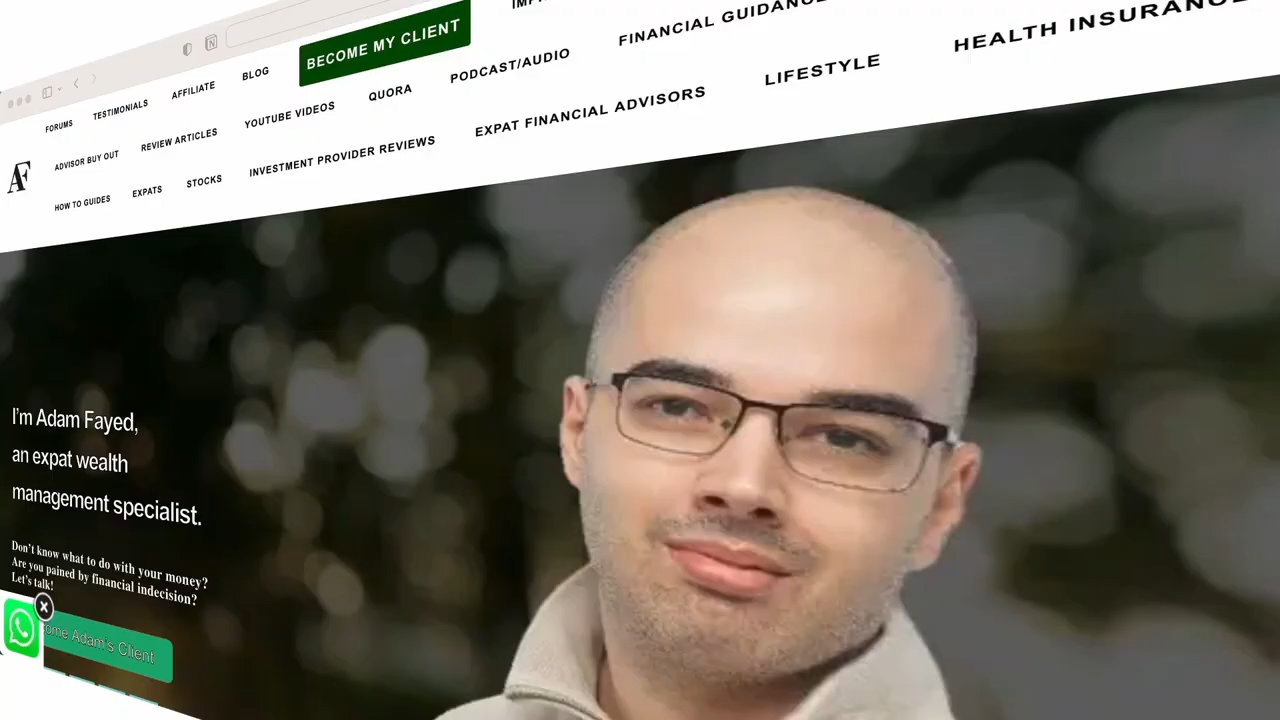 BECOME MY CLIENT
FORUMS TESTIMONIALS AFFILIATE BLOG
ADVISOR BUY OUT REVIEW ARTICLES YOUTUBE VIDEOS QUORA PODCAST/AUDIO FINANCIAL GUIDANCE
HOW TO GUIDES EXPATS STOCKS INVESTMENT PROVIDER REVIEWS EXPAT FINANCIAL ADVISORS LIFESTYLE HEALTH INSURANCE
AF
I'm Adam Fayed,
an expat wealth
management specialist.
Don't know what to do with your money?
Are you pained by financial indecision?
Let's talk!
Adam's Client